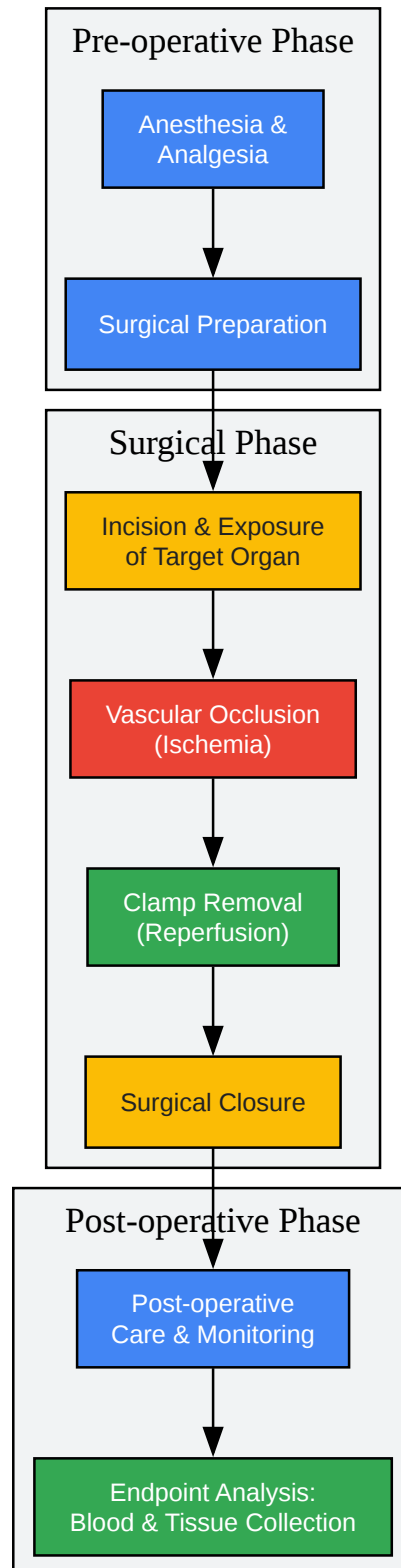 Pre-operative Phase
Anesthesia &
Analgesia
Surgical Preparation
Surgical Phase
Incision & Exposure
of Target Organ
Vascular Occlusion
(Ischemia)
Clamp Removal
(Reperfusion)
Surgical Closure
Post-operative Phase
Post-operative
Care & Monitoring
Endpoint Analysis:
Blood & Tissue Collection